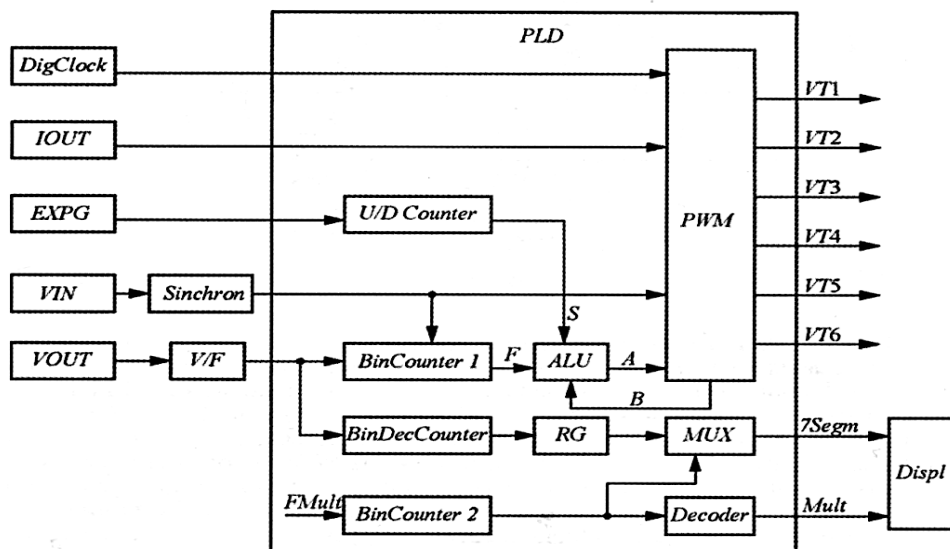 PLD
DigClock
VT1
IOUT
VT2
EXPG
U/D Counter
PWM
VT3
VT4
VIN
Sinchron
S
VT5
VOUT
V/F
BinCounter 1
F
ALU
A
VT6
B
BinDecCounter
RG
MUX
7Segm
Displ
FMult
BinCounter 2
Decoder
Mult